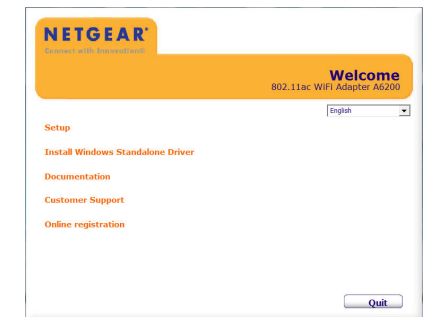 NETGEAR®
Connect with Innovation®
Welcome
802.11ac WiFi Adapter A6200
English
Setup
Install Windows Standalone Driver
Documentation
Customer Support
Online registration
Quit